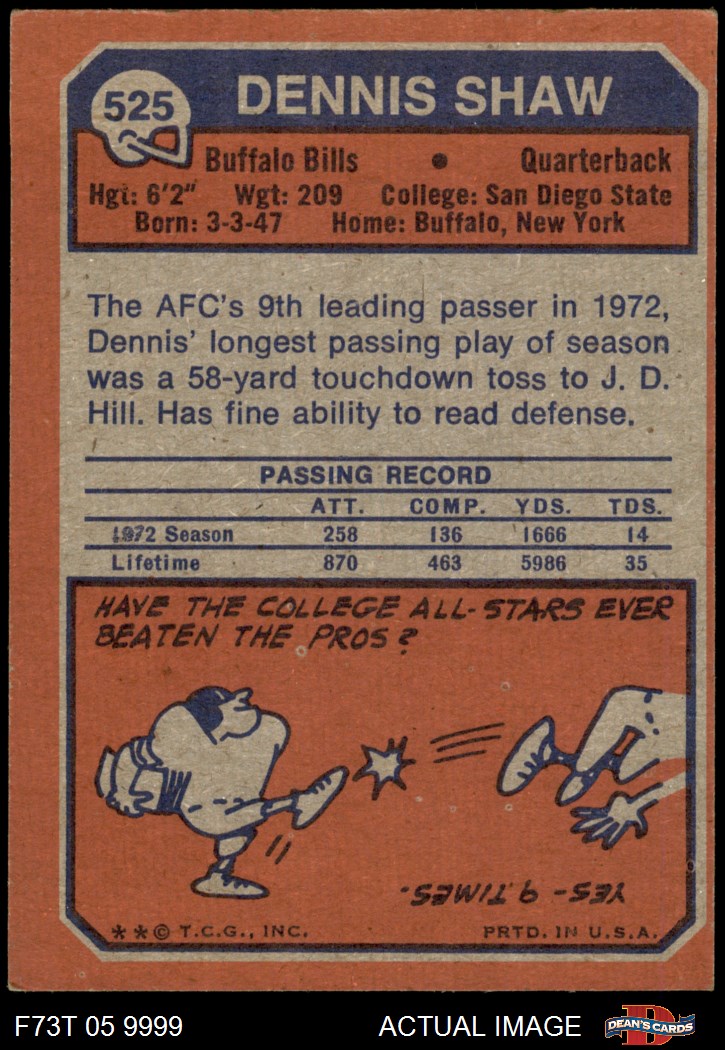 525
DENNIS SHAW
Buffalo Bills • Quarterback
Hgt: 6'2" Wgt: 209 College: San Diego State
Born: 3-3-47 Home: Buffalo, New York
The AFC's 9th leading passer in 1972,
Dennis' longest passing play of season
was a 58-yard touchdown toss to J. D.
Hill. Has fine ability to read defense.
PASSING RECORD
ATT. COMP. YDS. TDS.
1972 Season 258 136 1666 14
Lifetime 870 463 5986 35
HAVE THE COLLEGE ALL-STARS EVER
BEATEN THE PROS?
YES- 9 TIMES.
**© T.C.G., INC. PRTD. IN U.S.A.
F73T 05 9999 ACTUAL IMAGE D DEAN'S CARDS